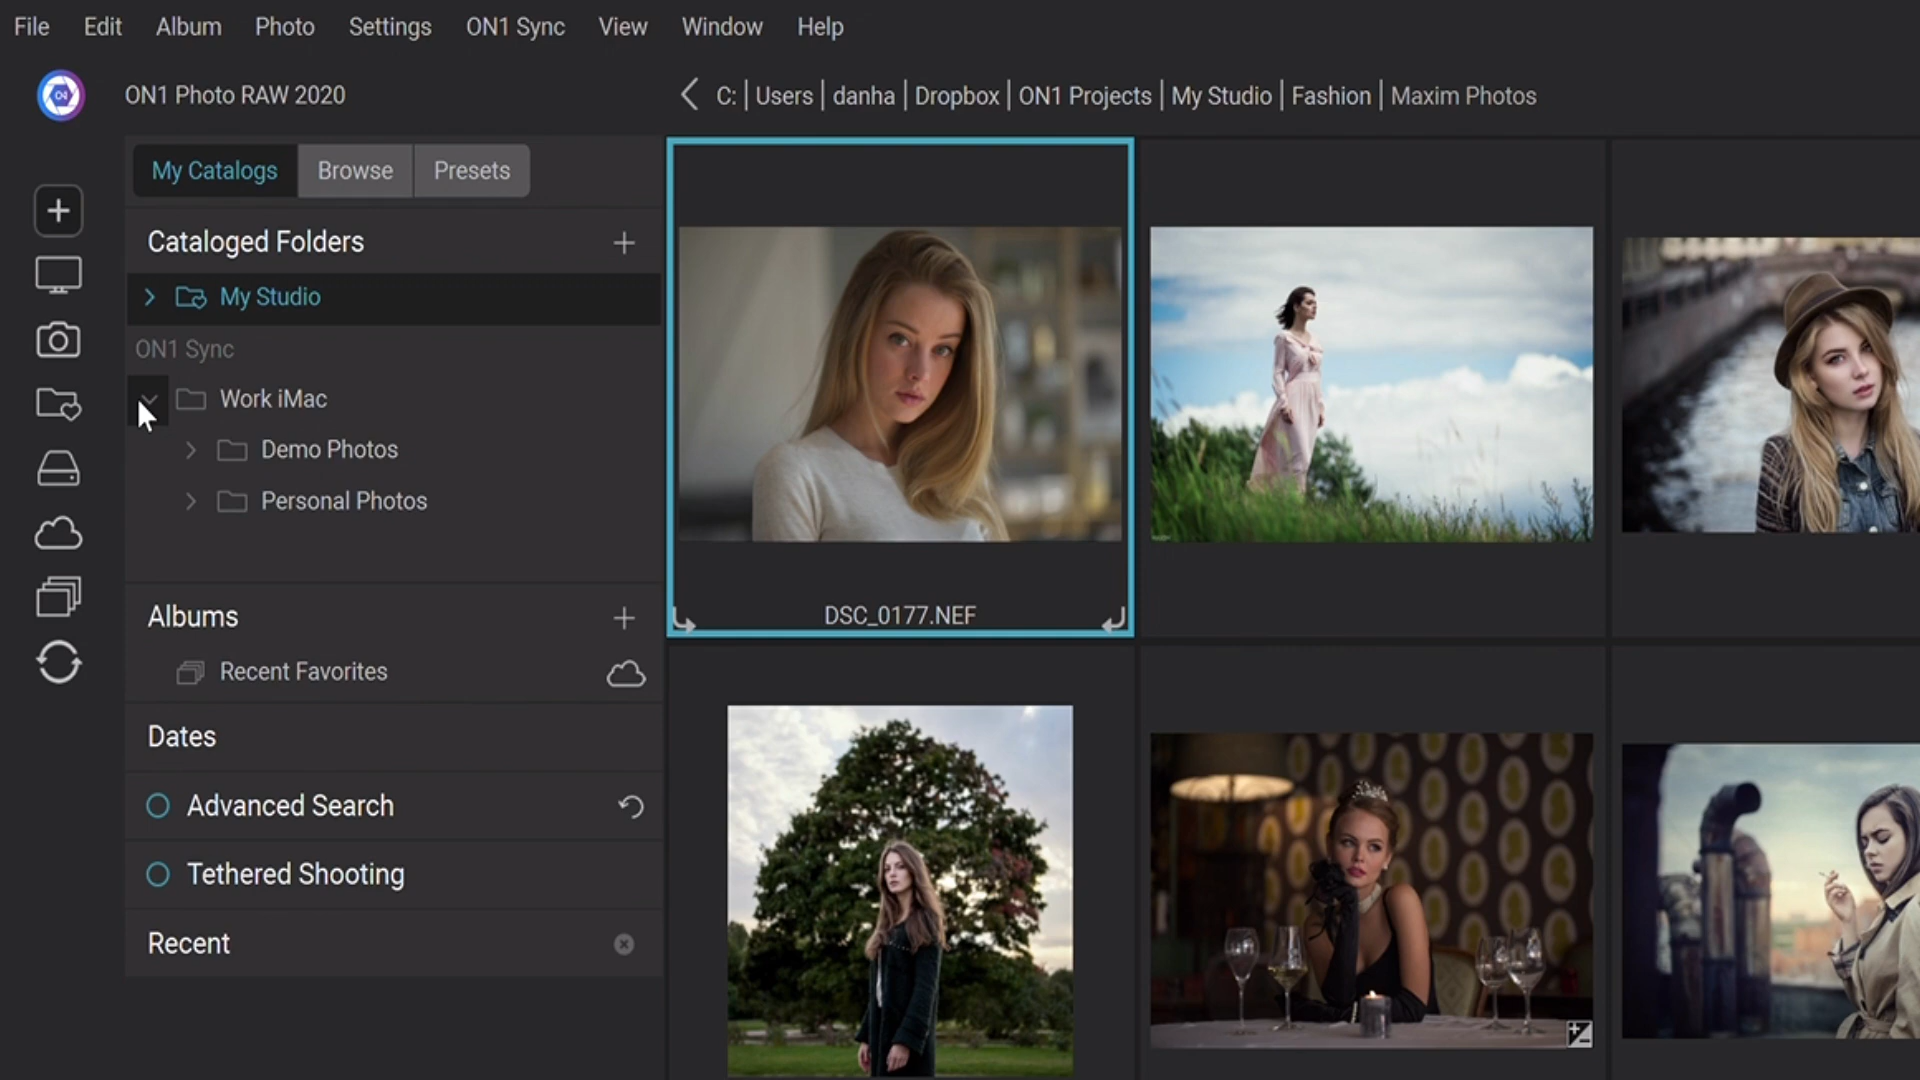 File Edit Album Photo Settings ON1 Sync View Window Help
ON1 Photo RAW 2020
C: | Users | danha | Dropbox | ON1 Projects | My Studio | Fashion | Maxim Photos
My Catalogs Browse Presets
Cataloged Folders
My Studio
ON1 Sync
Work iMac
Demo Photos
Personal Photos
Albums
Recent Favorites
Dates
Advanced Search
Tethered Shooting
Recent
DSC_0177.NEF